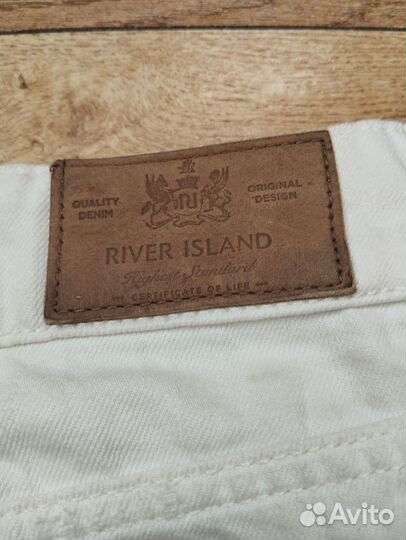 QUALITY DENIM
ORIGINAL DESIGN
RIVER ISLAND
Highest Standard
CERTIFICATE OF LIFE
Avito